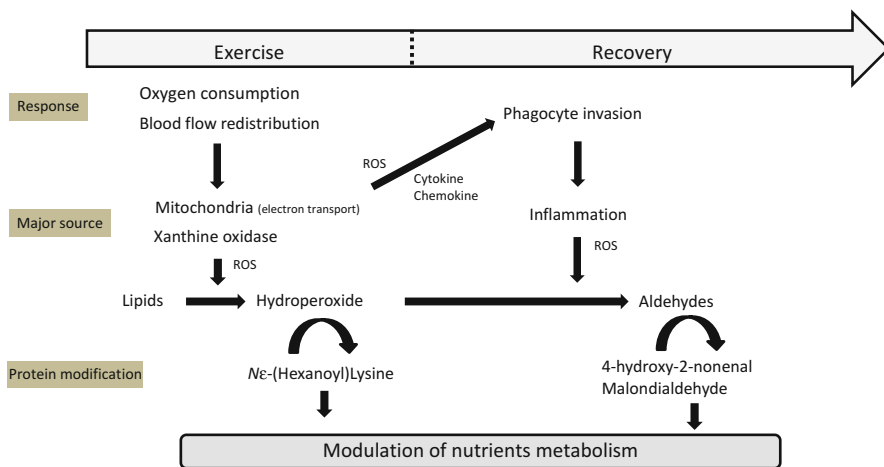 Exercise
Recovery
Response
Oxygen consumption
Blood flow redistribution
Phagocyte invasion
ROS
Cytokine
Chemokine
Major source
Mitochondria (electron transport)
Xanthine oxidase
Inflammation
ROS
ROS
Lipids
Hydroperoxide
Aldehydes
Protein modification
Nε-(Hexanoyl)Lysine
4-hydroxy-2-nonenal
Malondialdehyde
Modulation of nutrients metabolism